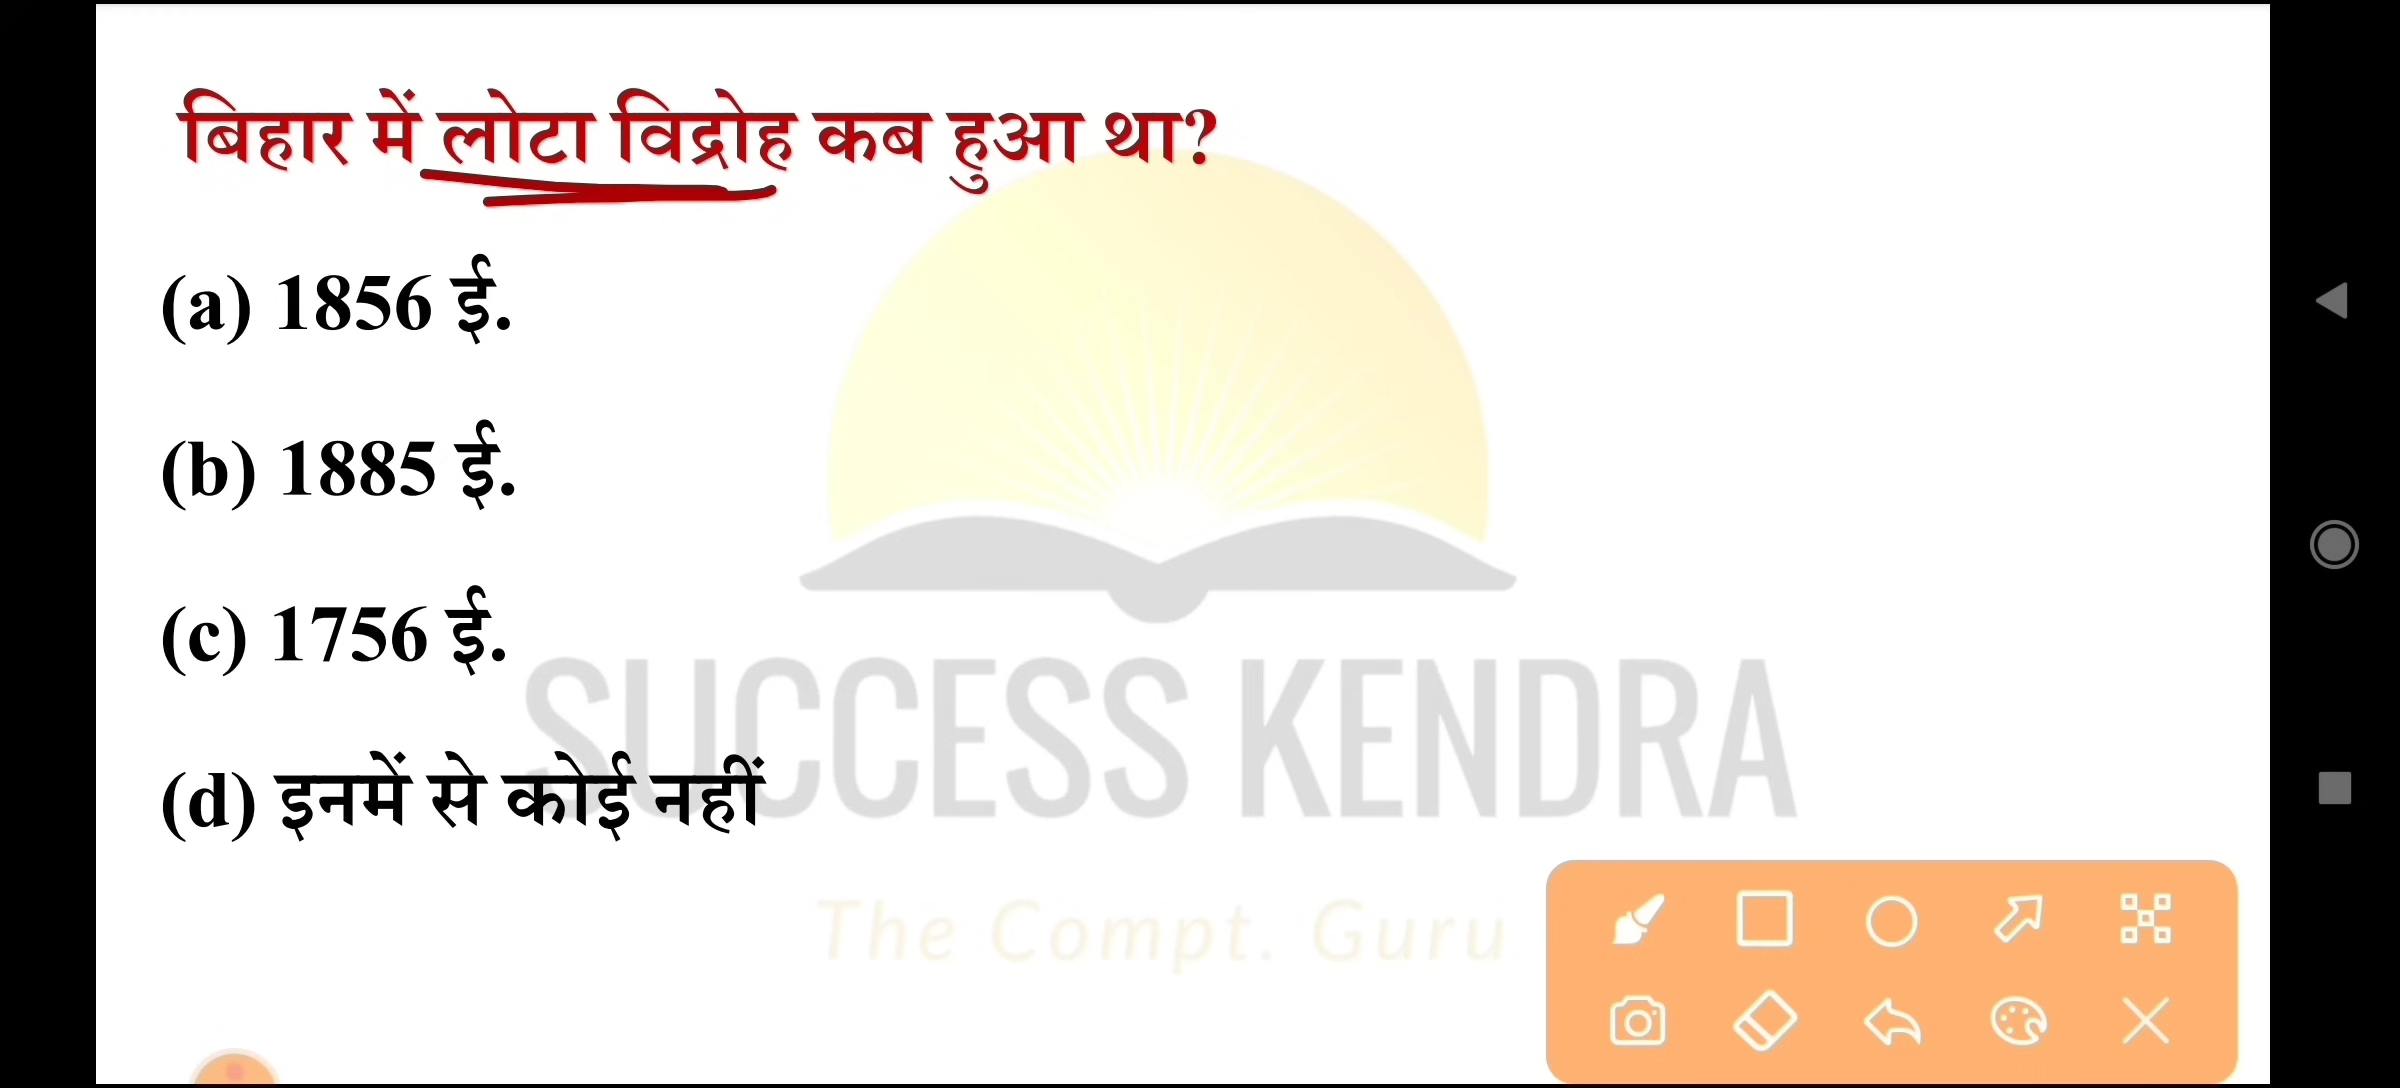 बिहार में लोटा विद्रोह कब हुआ था?
(a) 1856 ई.
(b) 1885 ई.
(c) 1756 ई.
(d) इनमें से कोई नहीं
SUCCESS KENDRA
The Compt. Guru